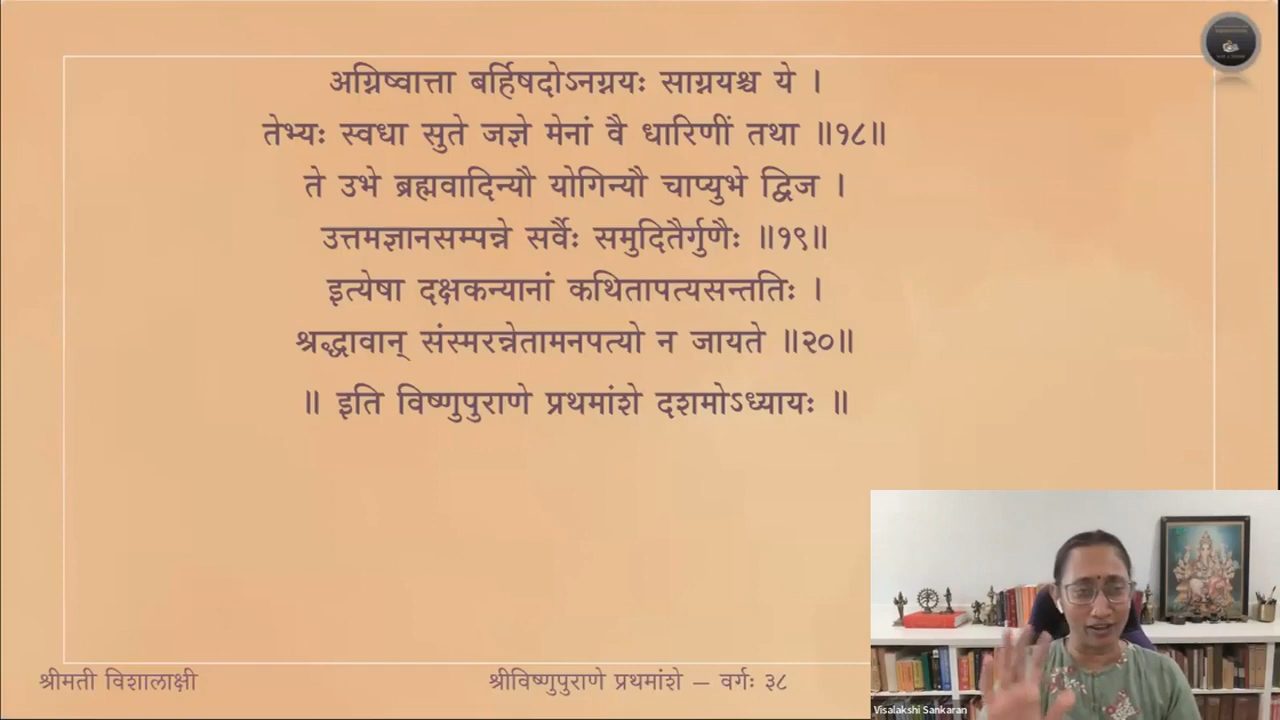 अग्निष्वात्ता बर्हिषदोऽनग्नयः साग्नयश्च ये ।
तेभ्यः स्वधा सुते जज्ञे मेनां वै धारिणीं तथा ॥१८॥
ते उभे ब्रह्मवादिन्यौ योगिन्यौ चाप्युभे द्विज ।
उत्तमज्ञानसम्पन्ने सर्वैः समुदितैर्गुणैः ॥१९॥
इत्येषा दक्षकन्यानां कथितापत्यसन्ततिः ।
श्रद्धावान् संस्मरन्नेतामनपत्यो न जायते ॥२०॥
॥ इति विष्णुपुराणे प्रथमांशे दशमोऽध्यायः ॥
श्रीमती विशालाक्षी
श्रीविष्णुपुराणे प्रथमांशे – वर्गः ३८
Visalakshi Sankaran